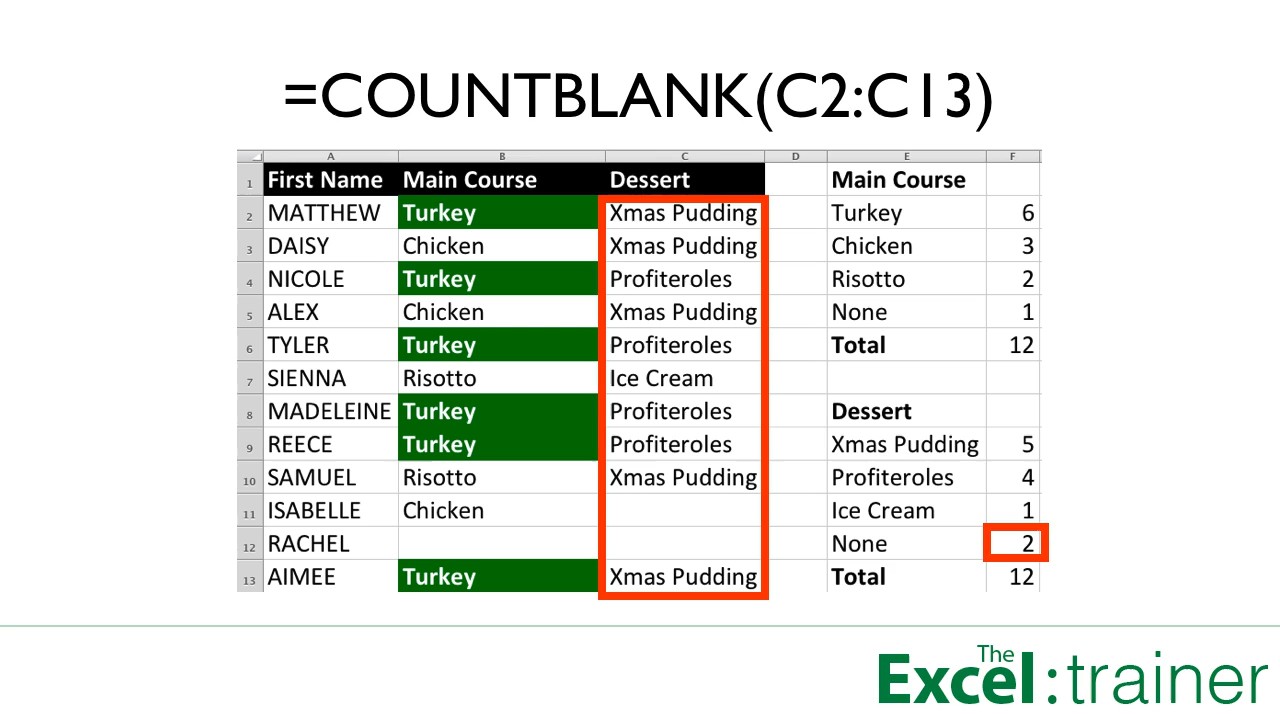 =COUNTBLANK(C2:C13)
A B C D E F
1 First Name Main Course Dessert Main Course
2 MATTHEW Turkey Xmas Pudding Turkey 6
3 DAISY Chicken Xmas Pudding Chicken 3
4 NICOLE Turkey Profiteroles Risotto 2
5 ALEX Chicken Xmas Pudding None 1
6 TYLER Turkey Profiteroles Total 12
7 SIENNA Risotto Ice Cream
8 MADELEINE Turkey Profiteroles Dessert
9 REECE Turkey Profiteroles Xmas Pudding 5
10 SAMUEL Risotto Xmas Pudding Profiteroles 4
11 ISABELLE Chicken Ice Cream 1
12 RACHEL None 2
13 AIMEE Turkey Xmas Pudding Total 12
The
Excel:trainer